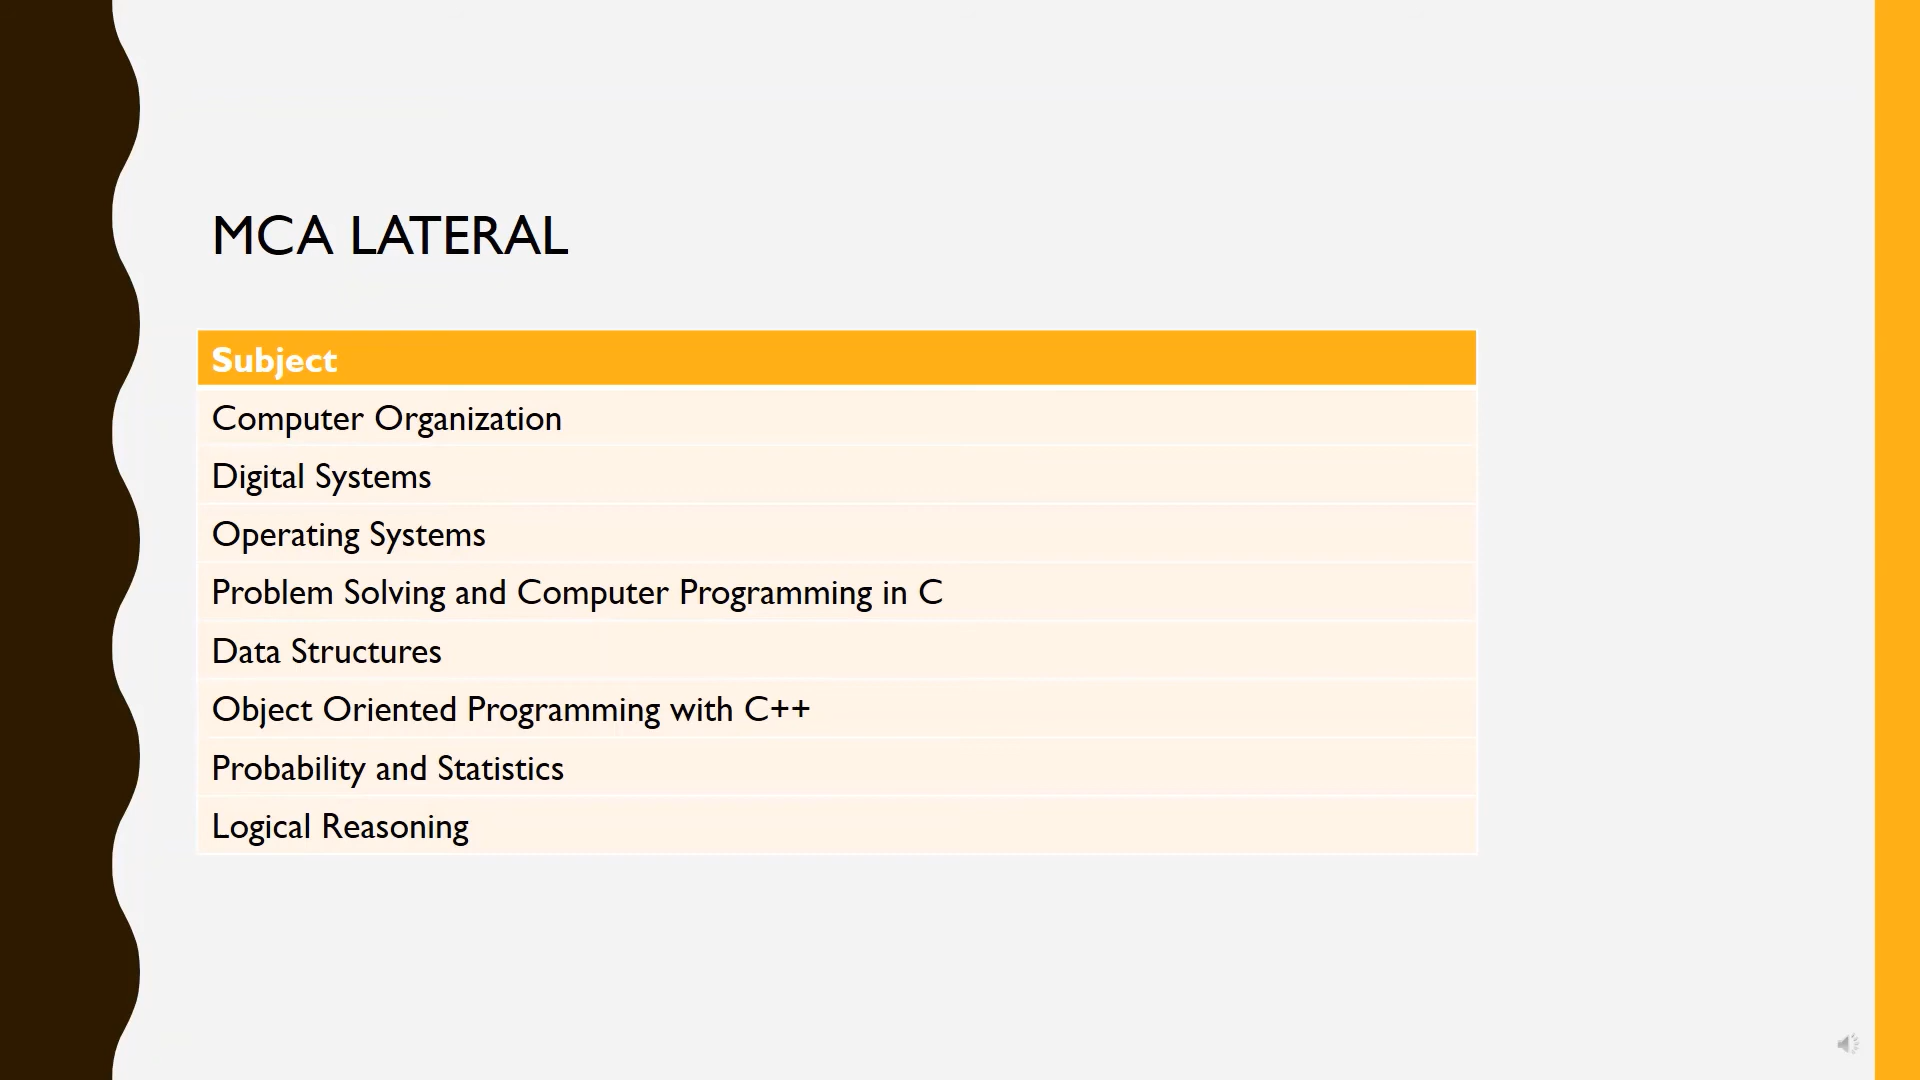 MCA LATERAL
Subject
Computer Organization
Digital Systems
Operating Systems
Problem Solving and Computer Programming in C
Data Structures
Object Oriented Programming with C++
Probability and Statistics
Logical Reasoning